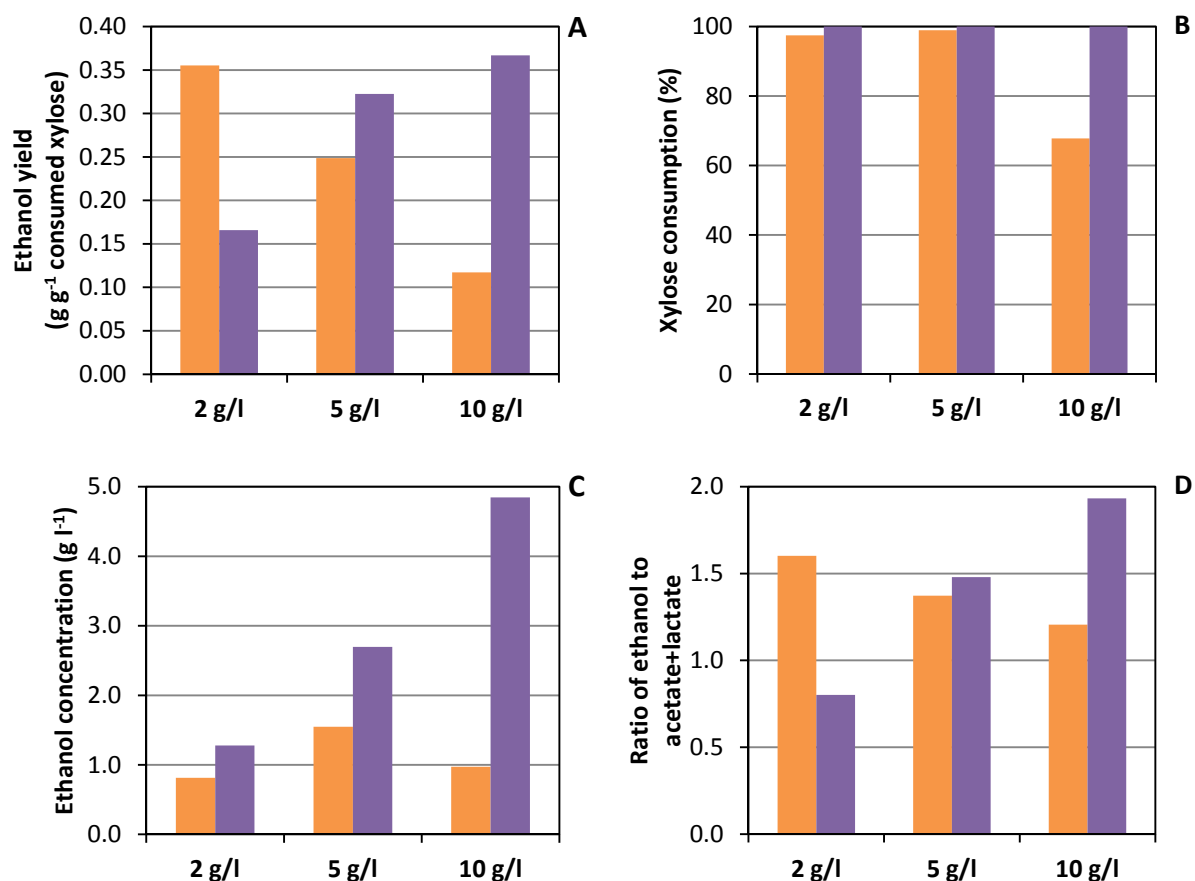 A
Ethanol yield
(g g⁻¹ consumed xylose)
0.40
0.35
0.30
0.25
0.20
0.15
0.10
0.05
0.00
2 g/l 5 g/l 10 g/l
B
Xylose consumption (%)
100
80
60
40
20
0
2 g/l 5 g/l 10 g/l
C
Ethanol concentration (g l⁻¹)
5.0
4.0
3.0
2.0
1.0
0.0
2 g/l 5 g/l 10 g/l
D
Ratio of ethanol to
acetate+lactate
2.0
1.5
1.0
0.5
0.0
2 g/l 5 g/l 10 g/l